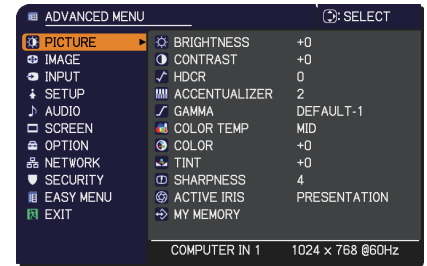 ADVANCED MENU : SELECT
PICTURE BRIGHTNESS +0
IMAGE CONTRAST +0
INPUT HDCR 0
SETUP ACCENTUALIZER 2
AUDIO GAMMA DEFAULT-1
SCREEN COLOR TEMP MID
OPTION COLOR +0
NETWORK TINT +0
SECURITY SHARPNESS 4
EASY MENU ACTIVE IRIS PRESENTATION
EXIT MY MEMORY
COMPUTER IN 1 1024 × 768 @60Hz